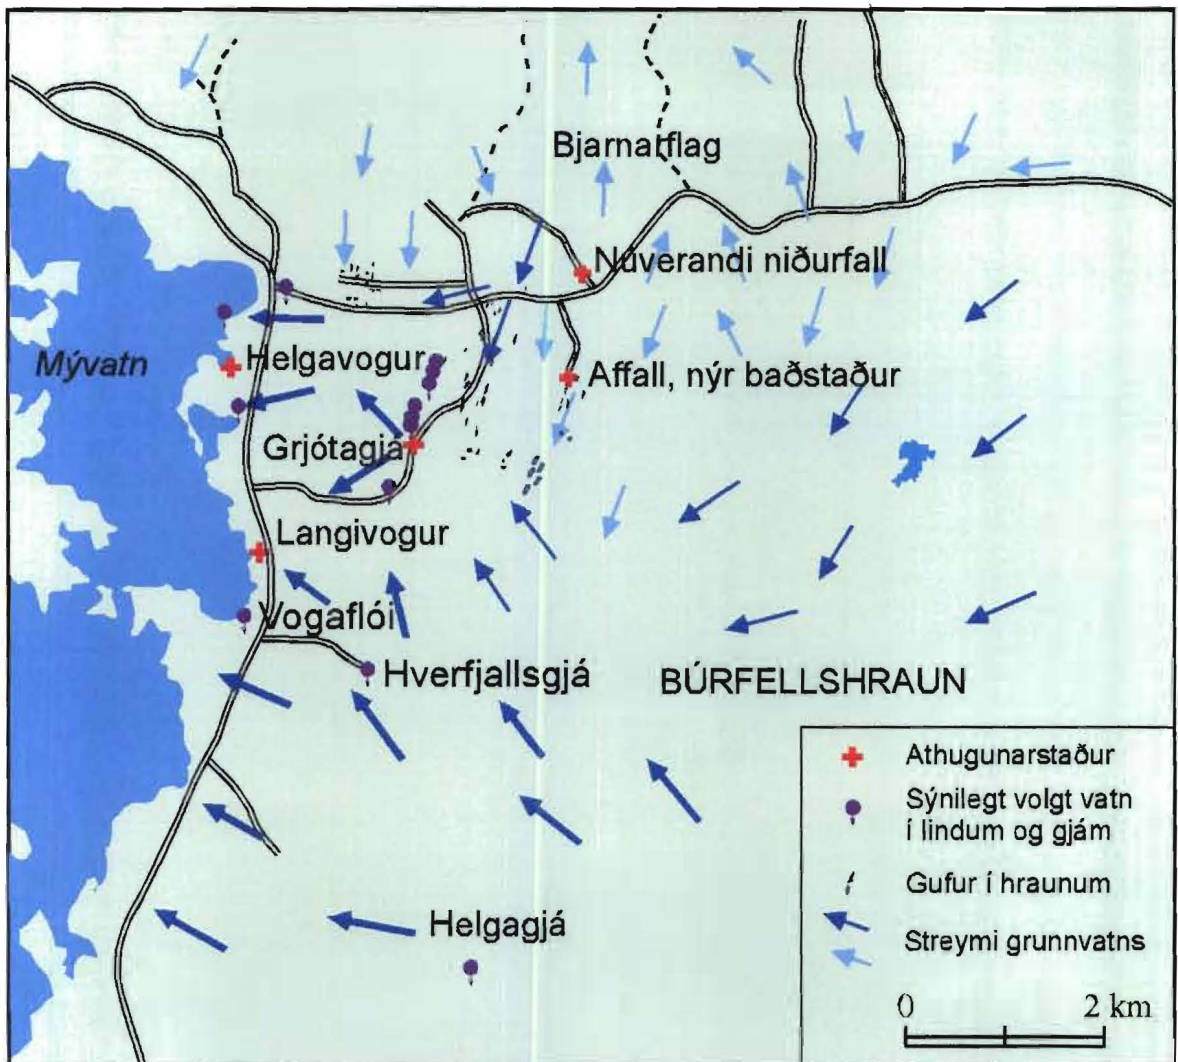 Bjarnarflag
Núverandi niðurfall
Mývatn
Helgavogur
Affall, nýr baðstaður
Grjótagjá
Langivogur
Vogaflói
Hverfjallsgjá
BÚRFELLSHRAUN
Helgagjá
Athugunarstaður
Sýnilegt volgt vatn
í lindum og gjám
Gufur í hraunum
Streymi grunnvatns
0 2 km